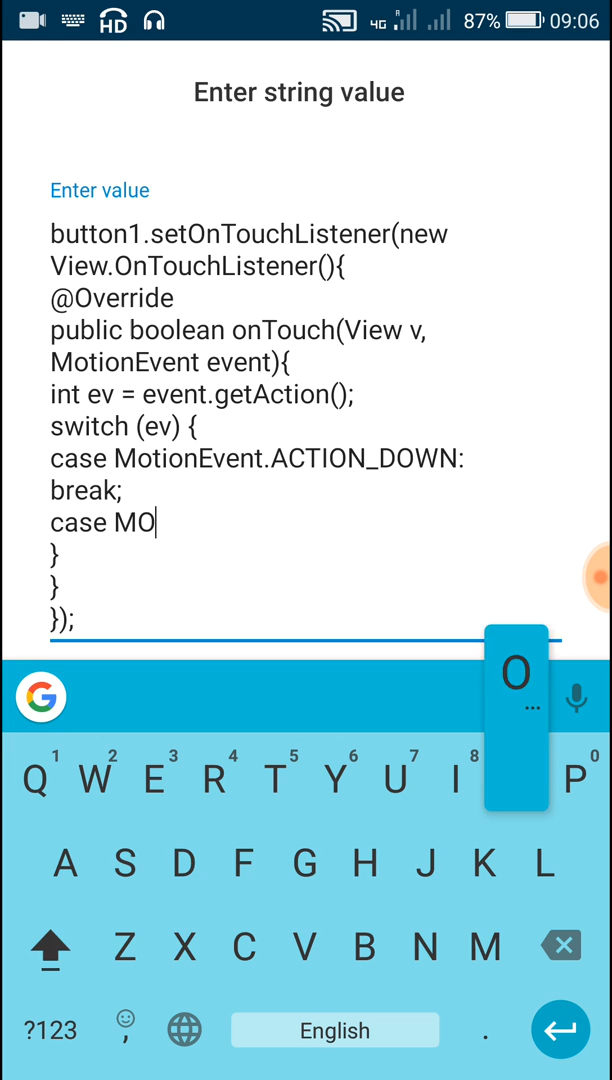 HD 4G R 87% 09:06
Enter string value
Enter value
button1.setOnTouchListener(new
View.OnTouchListener(){
@Override
public boolean onTouch(View v,
MotionEvent event){
int ev = event.getAction();
switch (ev) {
case MotionEvent.ACTION_DOWN:
break;
case MO
}
}
});
G
O
...
1 2 3 4 5 6 7 8 0
Q W E R T Y U I P
A S D F G H J K L
Z X C V B N M
?123 , English .